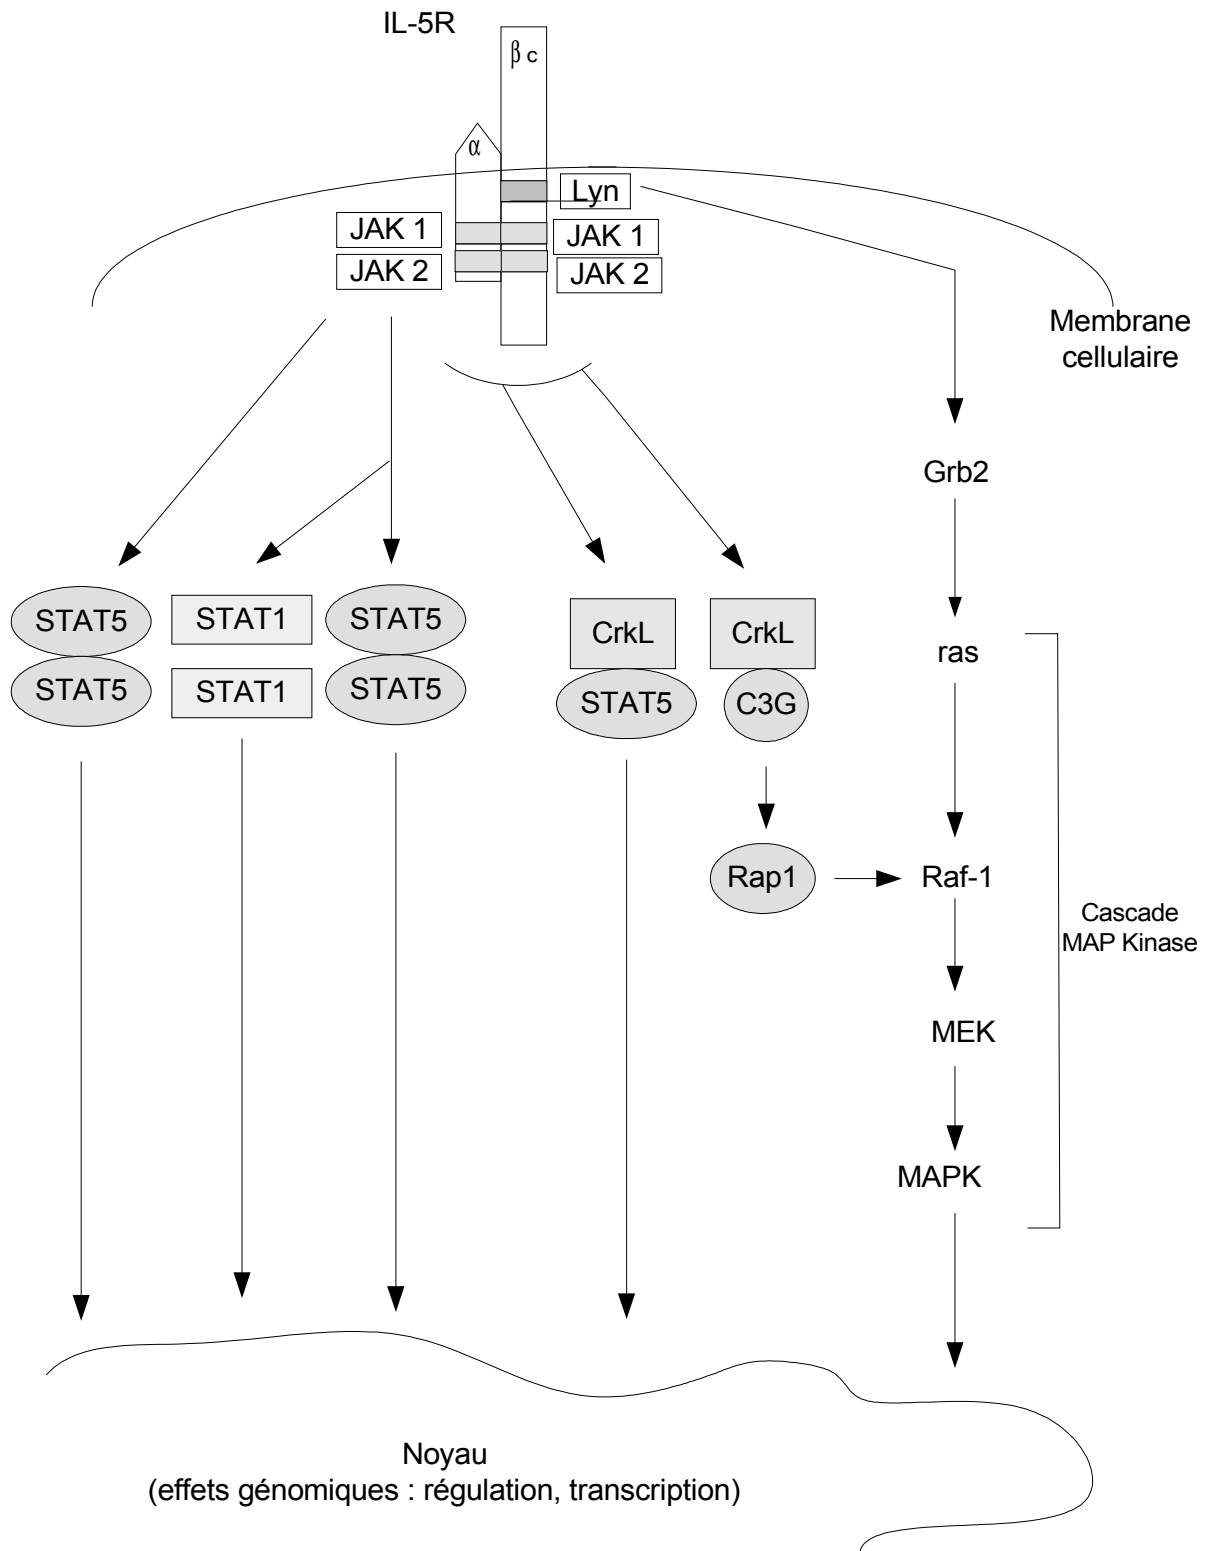 IL-5R
β c
α
Lyn
JAK 1
JAK 1
JAK 2
JAK 2
Membrane
cellulaire
Grb2
STAT5
STAT1
STAT5
CrkL
CrkL
ras
STAT5
STAT1
STAT5
STAT5
C3G
Rap1
Raf-1
Cascade
MAP Kinase
MEK
MAPK
Noyau
(effets génomiques : régulation, transcription)